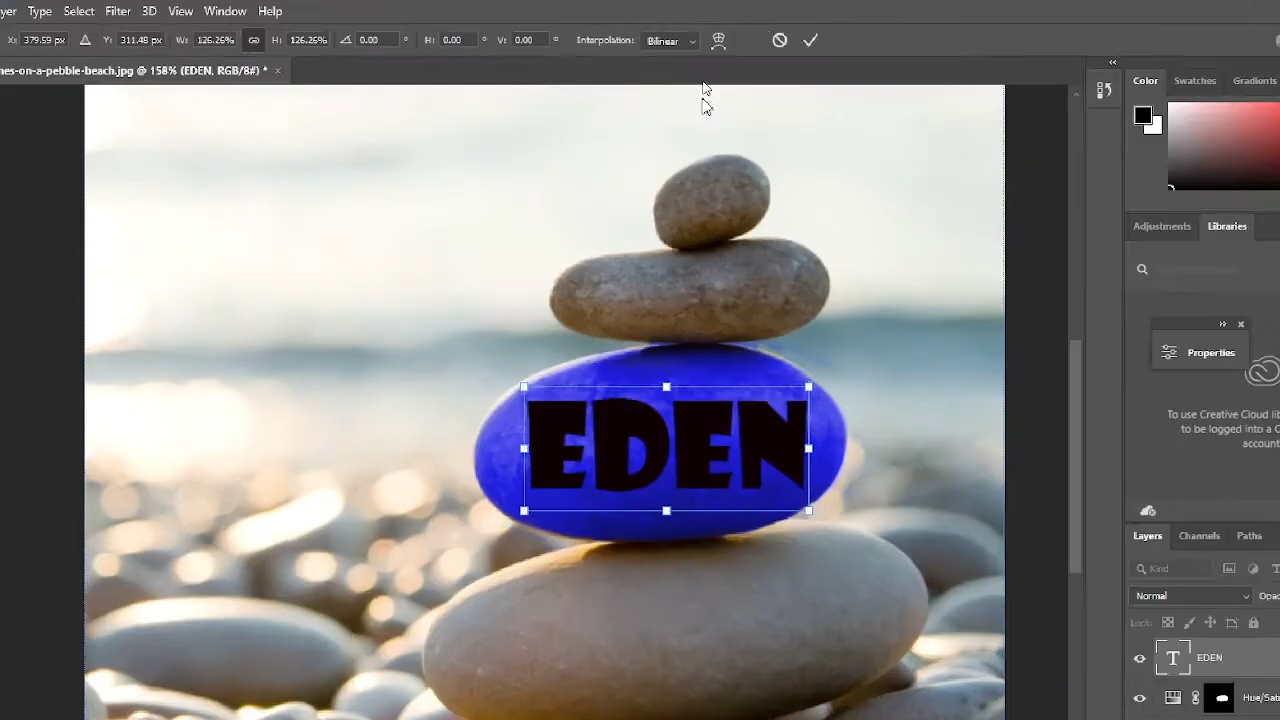 yer Type Select Filter 3D View Window Help
X: 379.59 px Δ Y: 311.48 px W: 126.26% H: 126.26% 0.00 ° H: 0.00 ° V: 0.00 ° Interpolation: Bilinear
nes-on-a-pebble-beach.jpg @ 158% (EDEN, RGB/8#) * ×
Color Swatches Gradients
Adjustments Libraries
Properties
To use Creative Cloud lib
to be logged into a C
account
EDEN
Layers Channels Paths
Kind
Normal Opac
Lock:
T EDEN
Hue/Sat